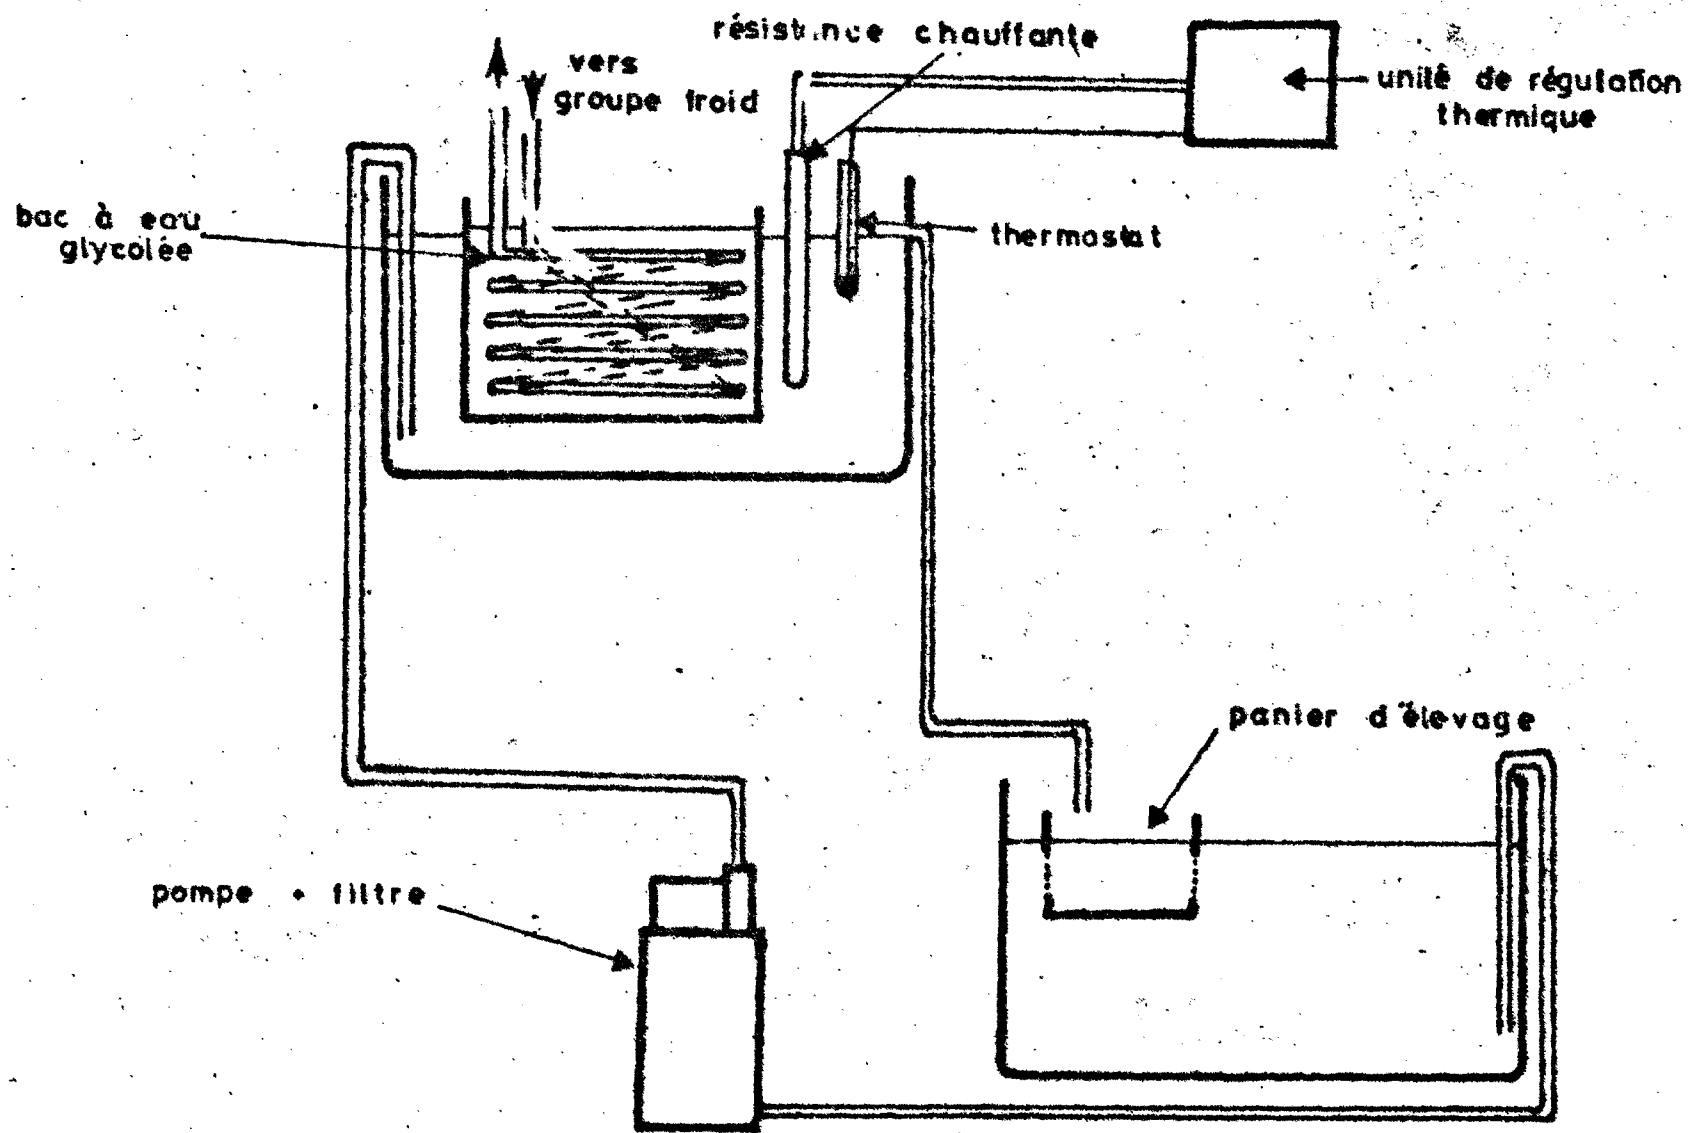 résistance chauffante
vers
groupe froid
unité de régulation
thermique
bac à eau
glycolée
thermostat
panier d'élevage
pompe + filtre